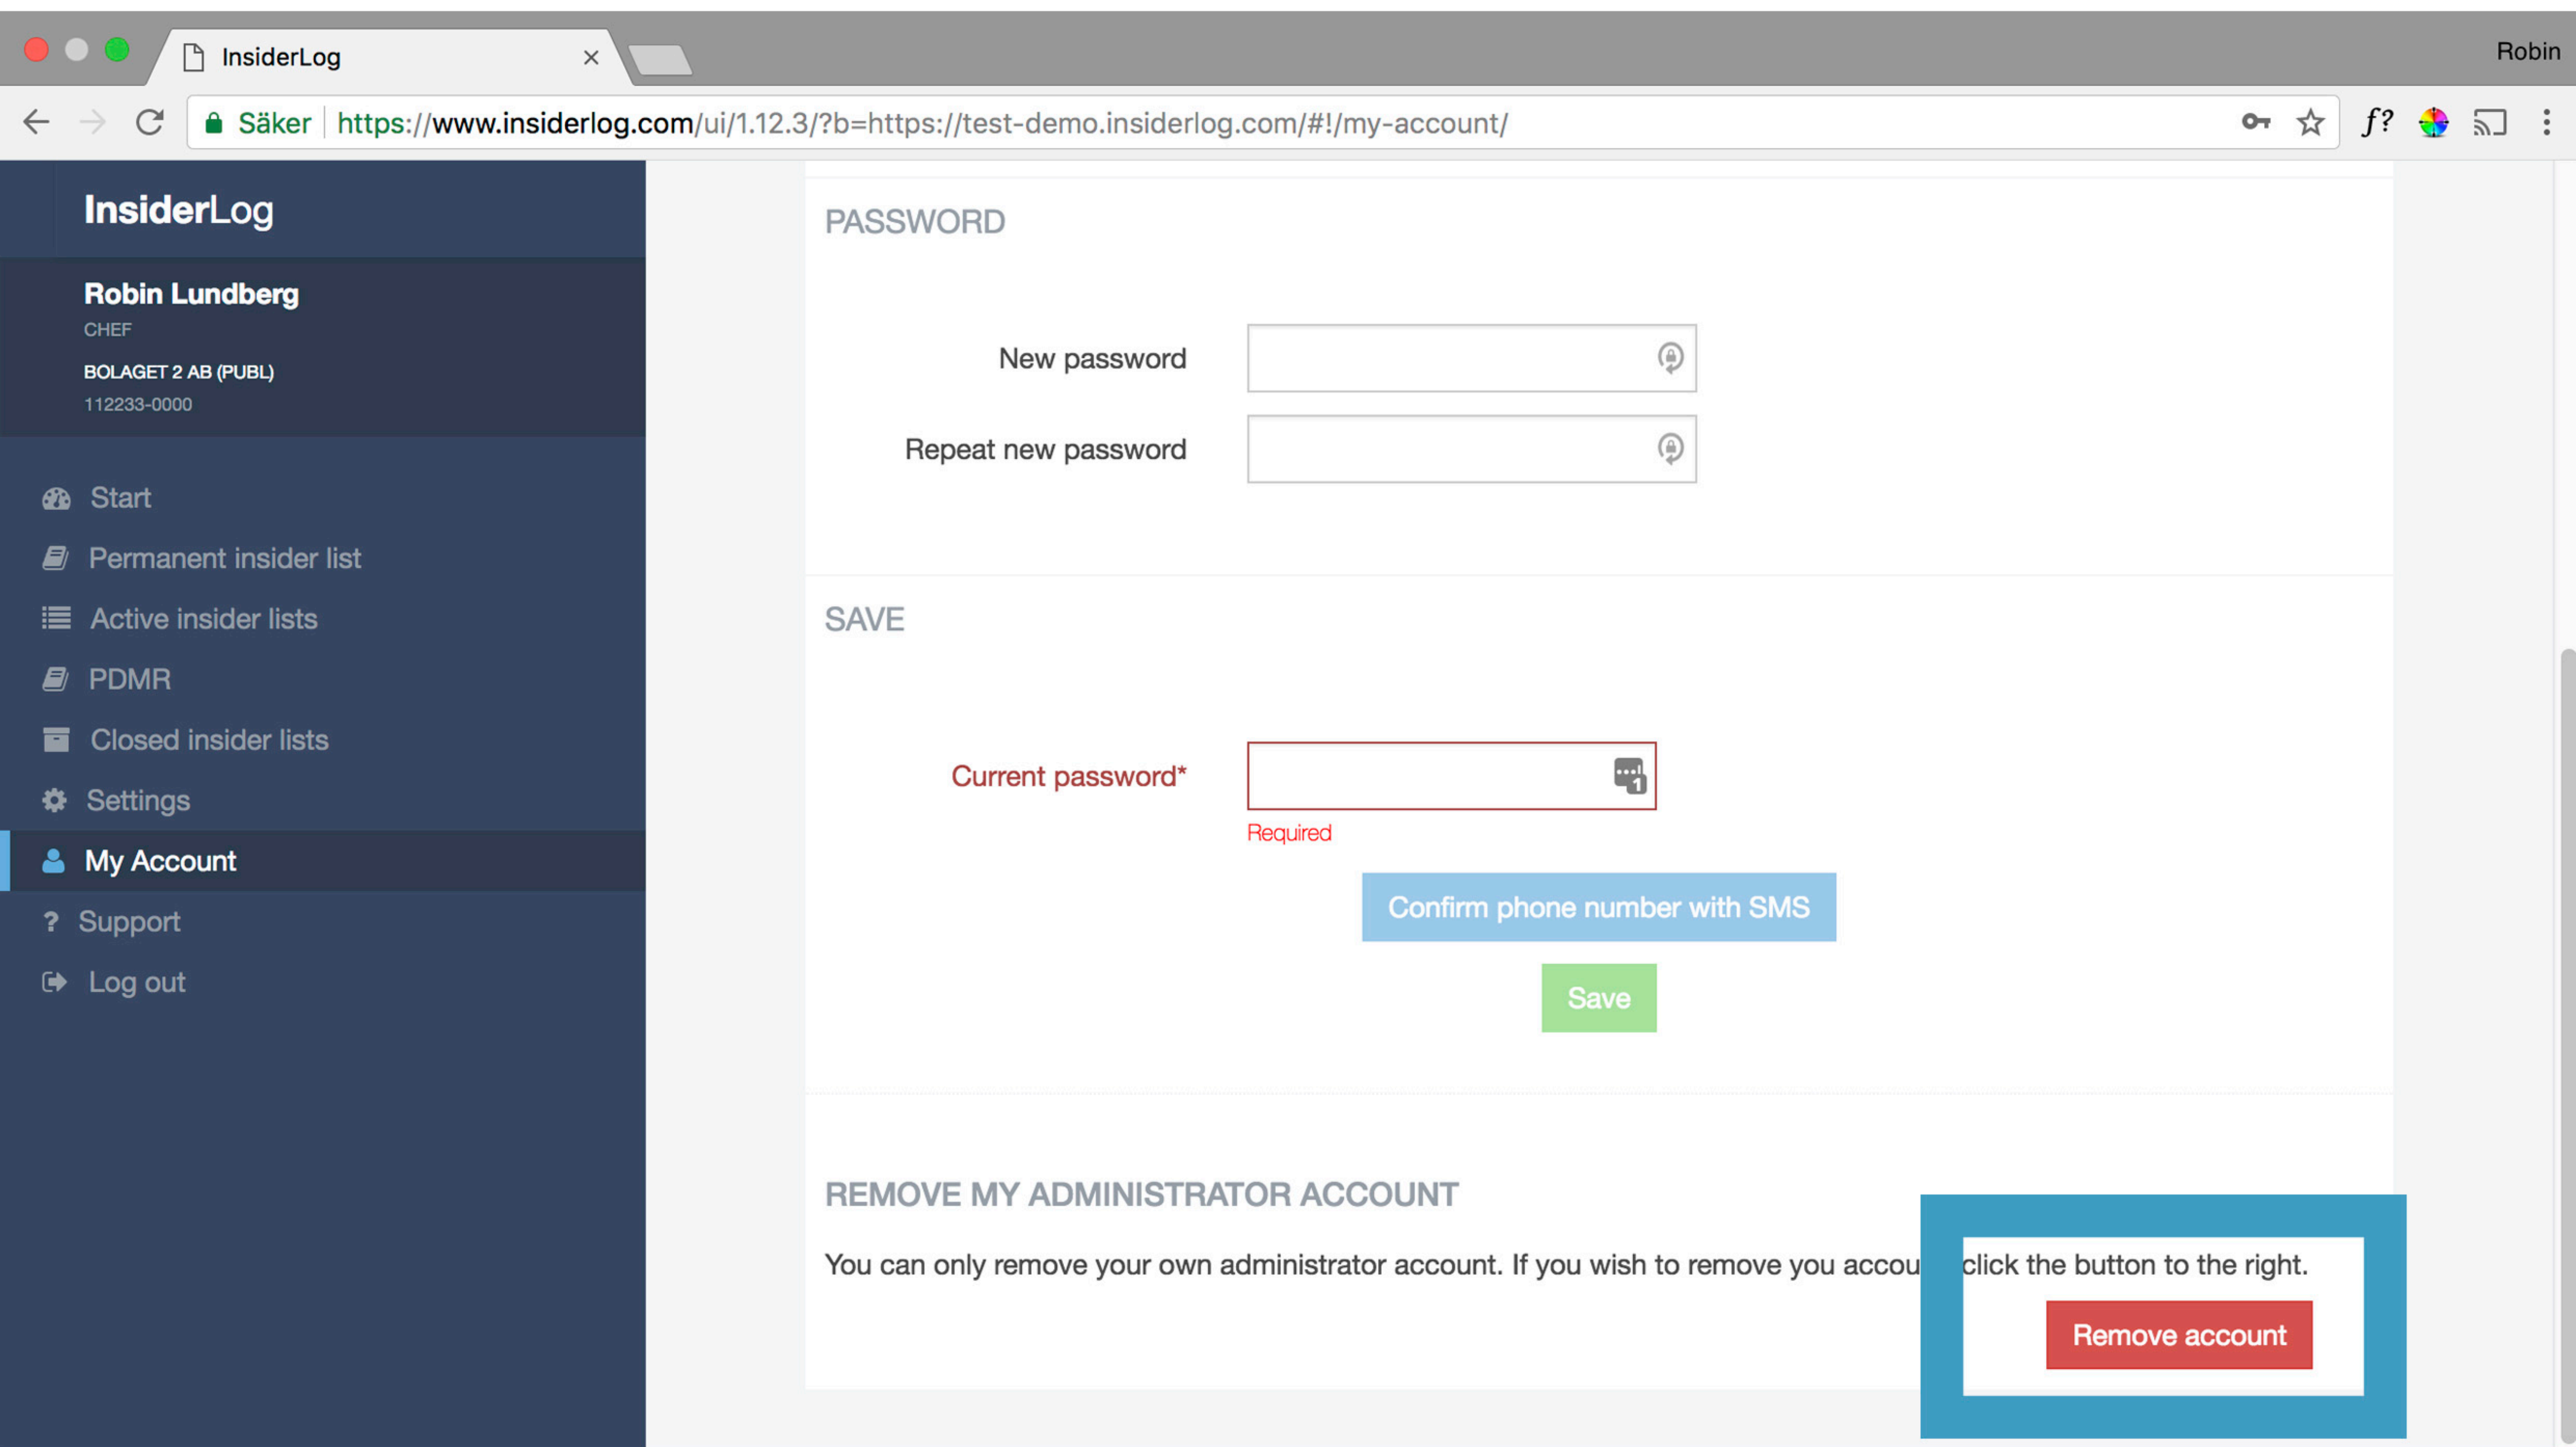 InsiderLog
Robin
Säker
https://www.insiderlog.com/ui/1.12.3/?b=https://test-demo.insiderlog.com/#!/my-account/
f?
InsiderLog
Robin Lundberg
CHEF
BOLAGET 2 AB (PUBL)
112233-0000
Start
Permanent insider list
Active insider lists
PDMR
Closed insider lists
Settings
My Account
? Support
Log out
PASSWORD
New password
Repeat new password
SAVE
Current password*
1
Required
Confirm phone number with SMS
Save
REMOVE MY ADMINISTRATOR ACCOUNT
You can only remove your own administrator account. If you wish to remove you accou click the button to the right.
Remove account